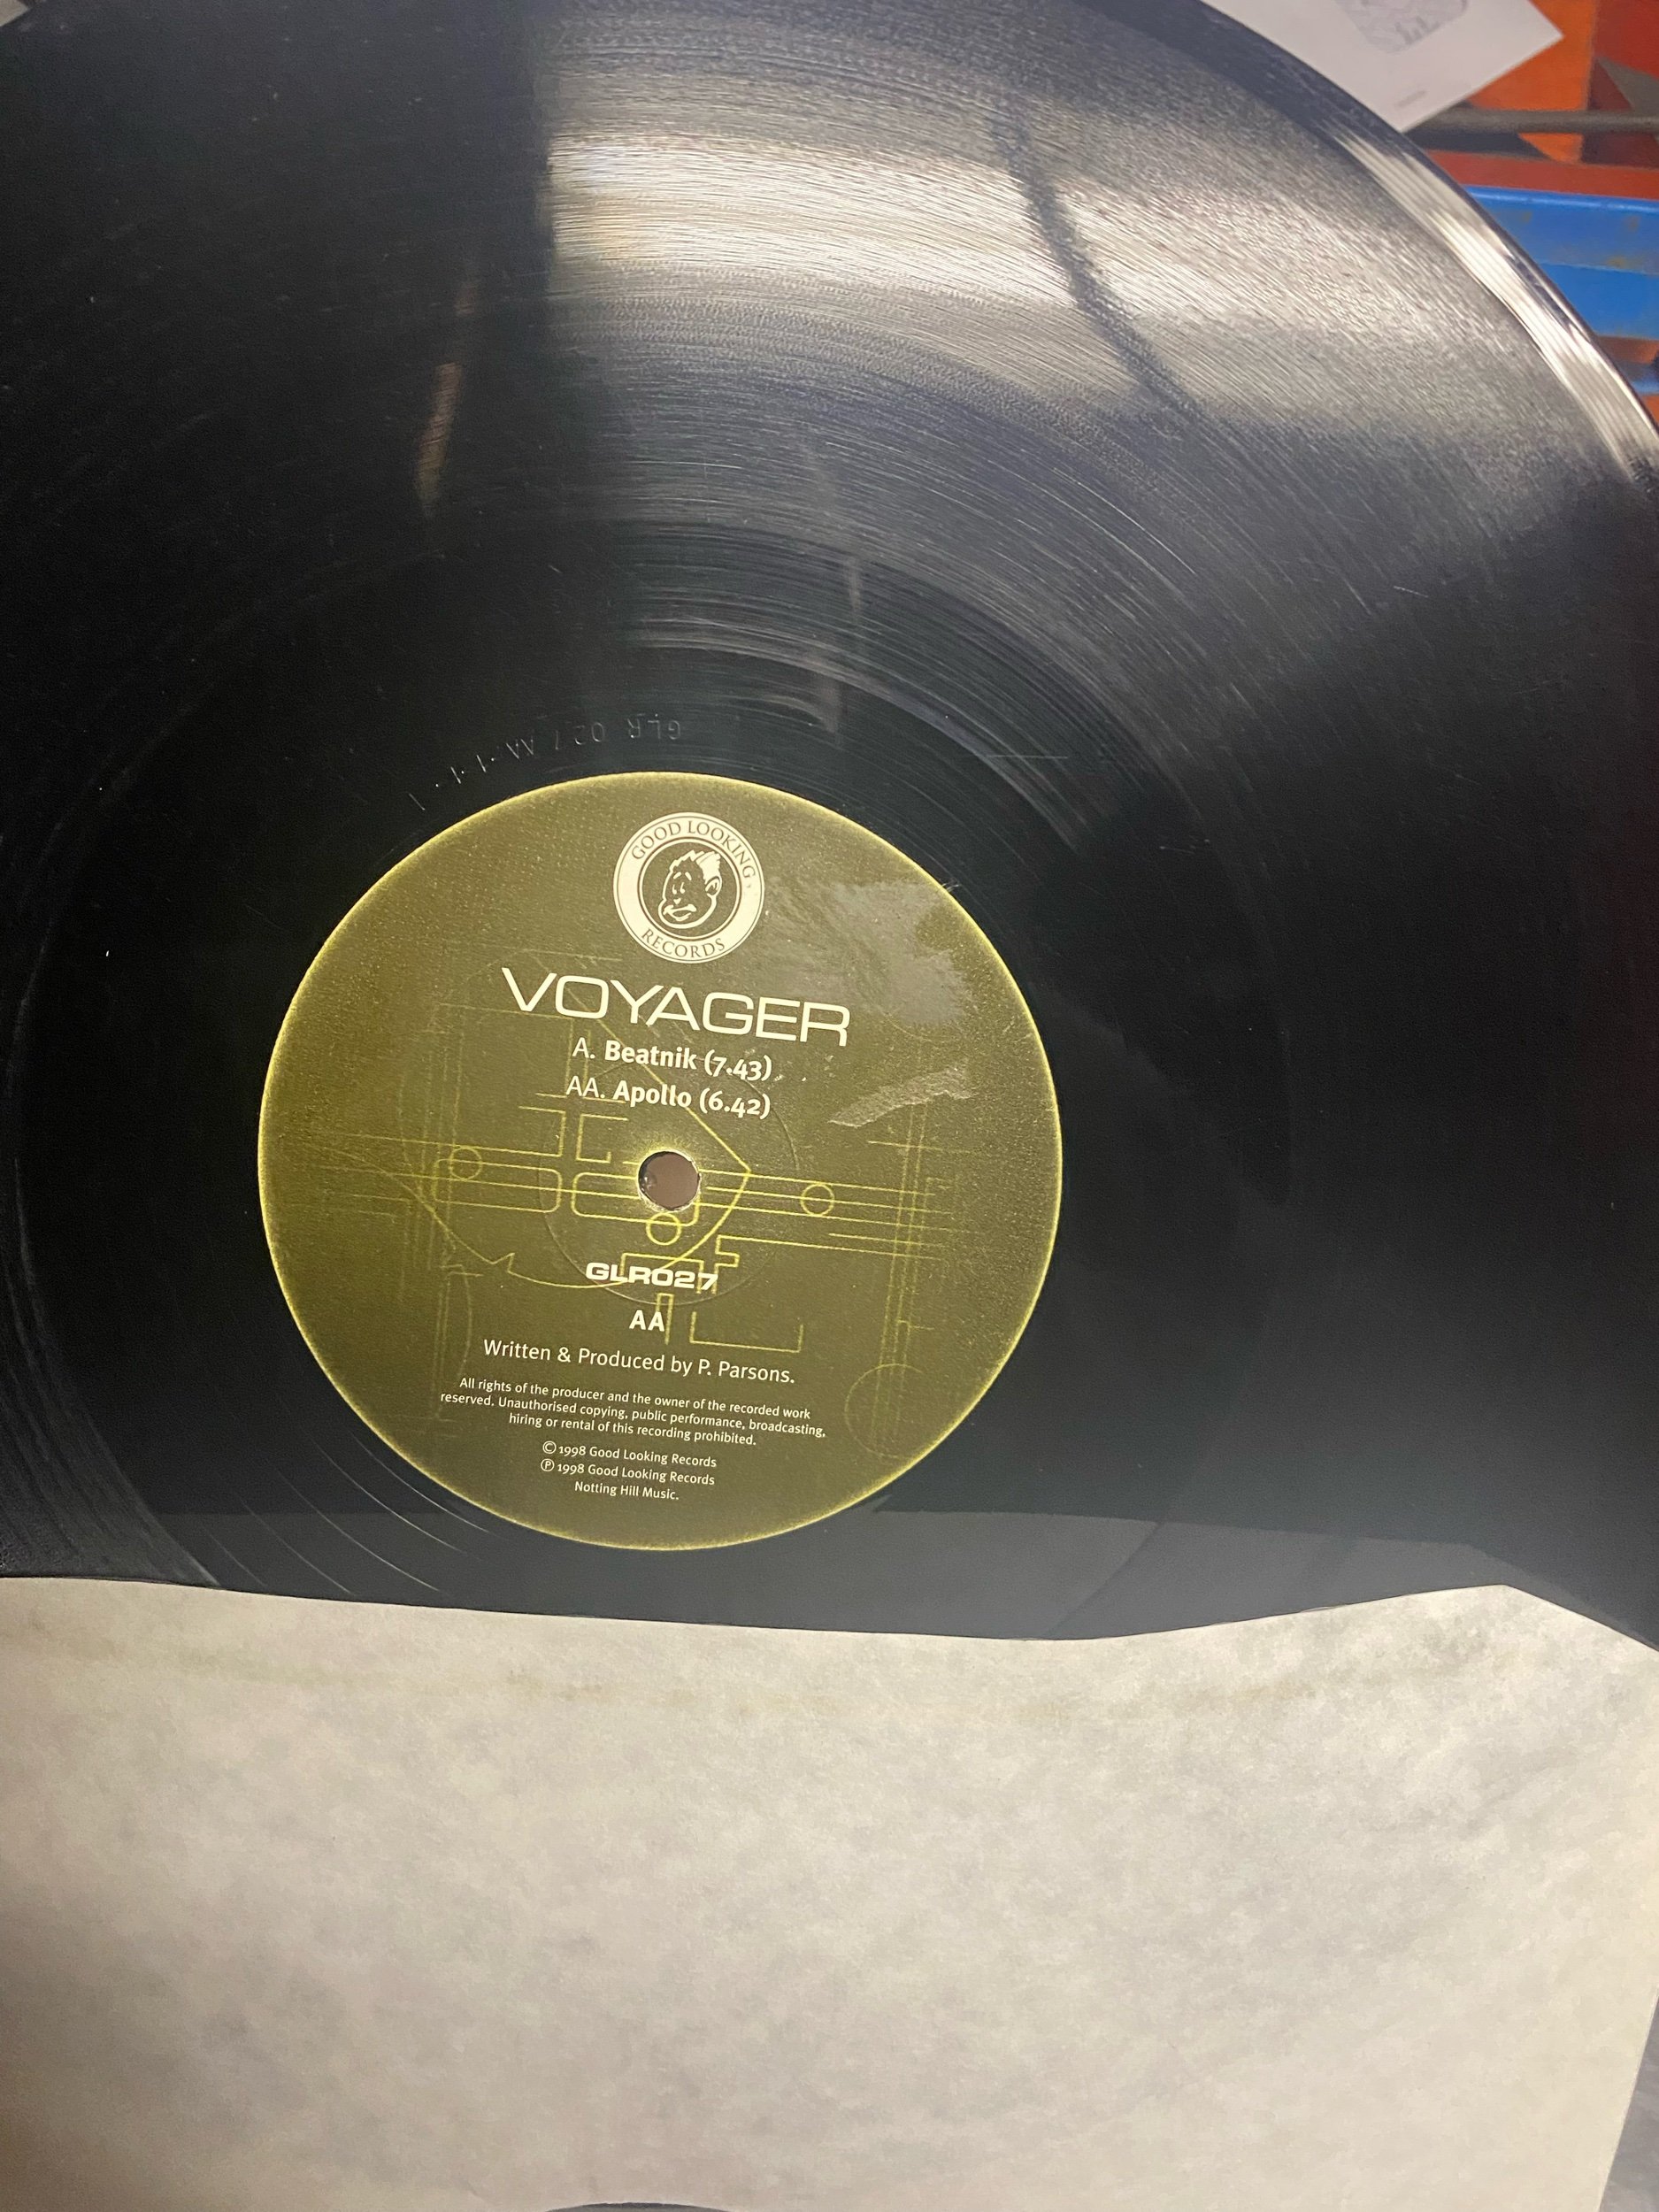 GLR 027 AA-1-1-1
GOOD LOOKING
RECORDS
VOYAGER
A. Beatnik (7.43)
AA. Apollo (6.42)
GLR027
AA
Written & Produced by P. Parsons.
All rights of the producer and the owner of the recorded work
reserved. Unauthorised copying, public performance, broadcasting,
hiring or rental of this recording prohibited.
© 1998 Good Looking Records
℗ 1998 Good Looking Records
Notting Hill Music.